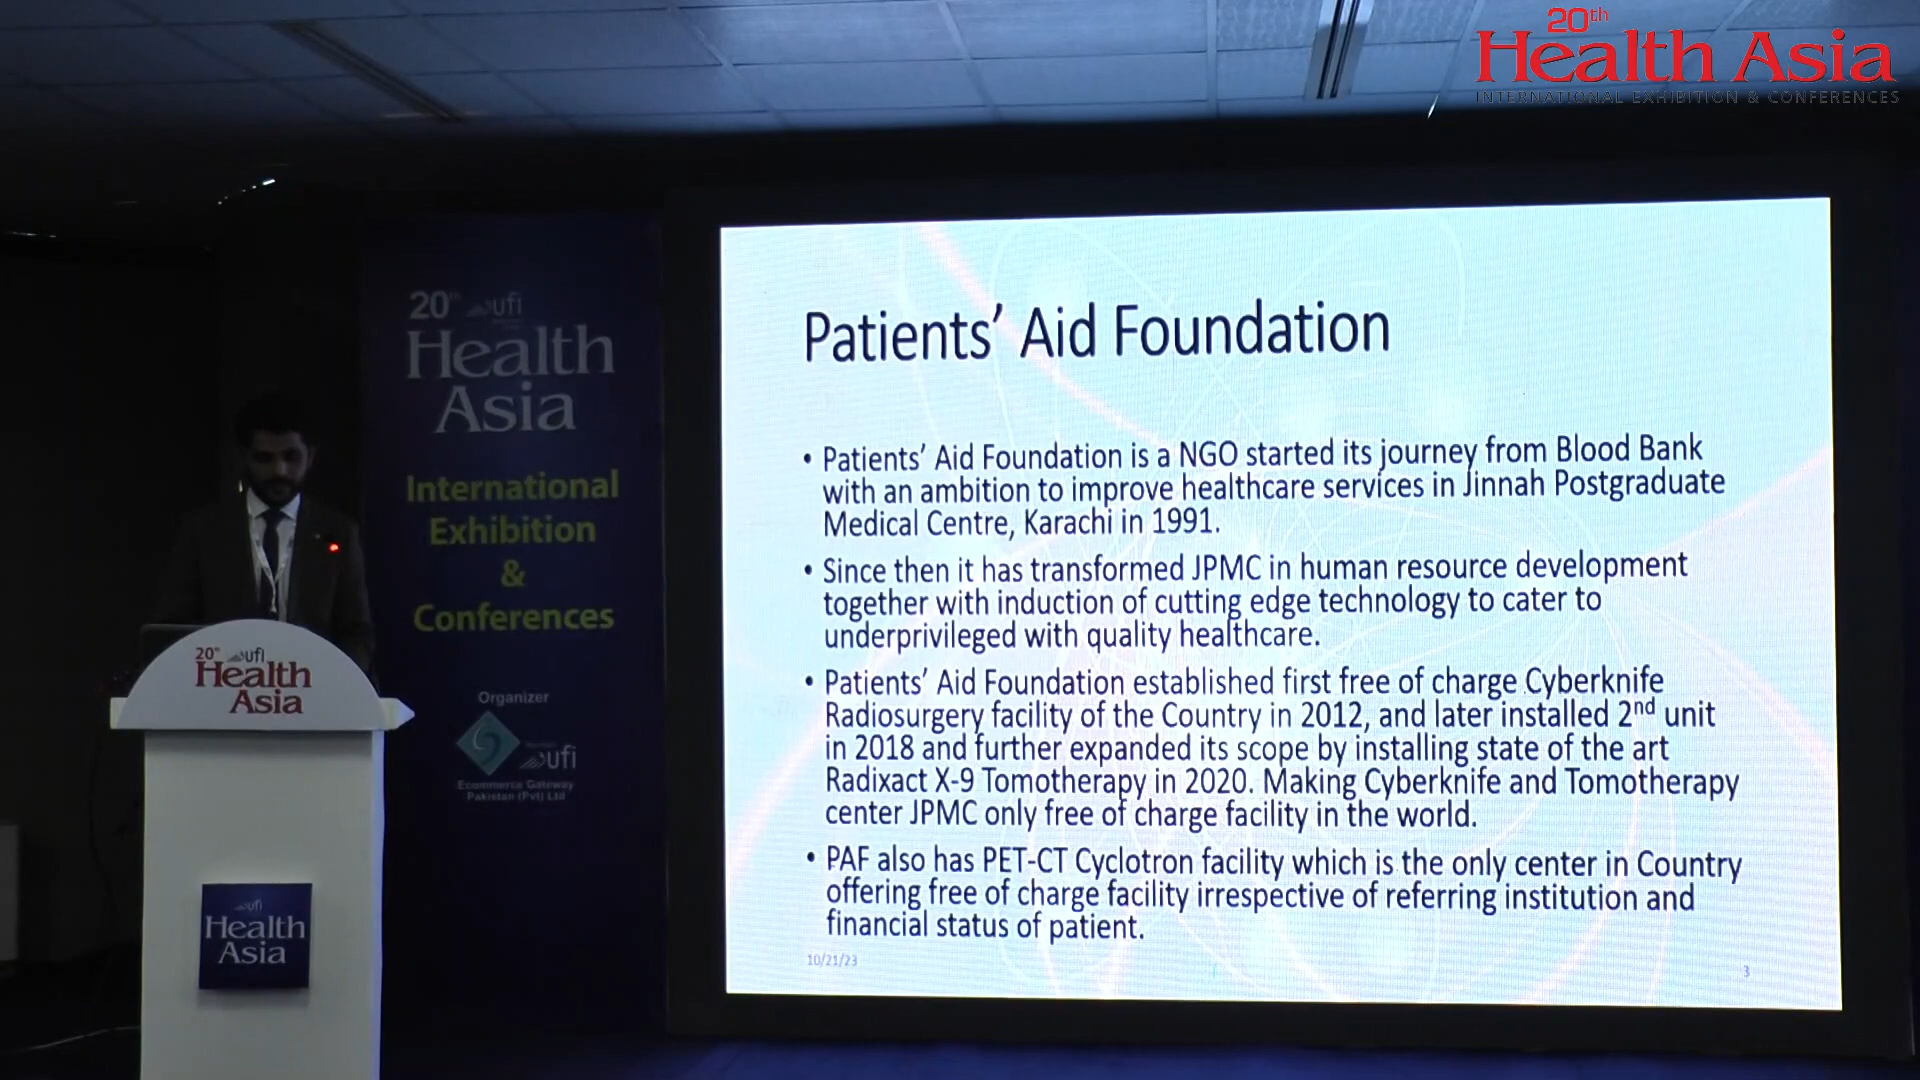 20th
Health Asia
INTERNATIONAL EXHIBITION & CONFERENCES
20th ufi
Health
Asia
International
Exhibition
&
Conferences
Organizer
ufi
Ecommerce Gateway
Pakistan (Pvt) Ltd
20th ufi
Health
Asia
ufi
Health
Asia
Patients’ Aid Foundation
• Patients’ Aid Foundation is a NGO started its journey from Blood Bank
with an ambition to improve healthcare services in Jinnah Postgraduate
Medical Centre, Karachi in 1991.
• Since then it has transformed JPMC in human resource development
together with induction of cutting edge technology to cater to
underprivileged with quality healthcare.
• Patients’ Aid Foundation established first free of charge Cyberknife
Radiosurgery facility of the Country in 2012, and later installed 2nd unit
in 2018 and further expanded its scope by installing state of the art
Radixact X-9 Tomotherapy in 2020. Making Cyberknife and Tomotherapy
center JPMC only free of charge facility in the world.
• PAF also has PET-CT Cyclotron facility which is the only center in Country
offering free of charge facility irrespective of referring institution and
financial status of patient.
10/21/23
3